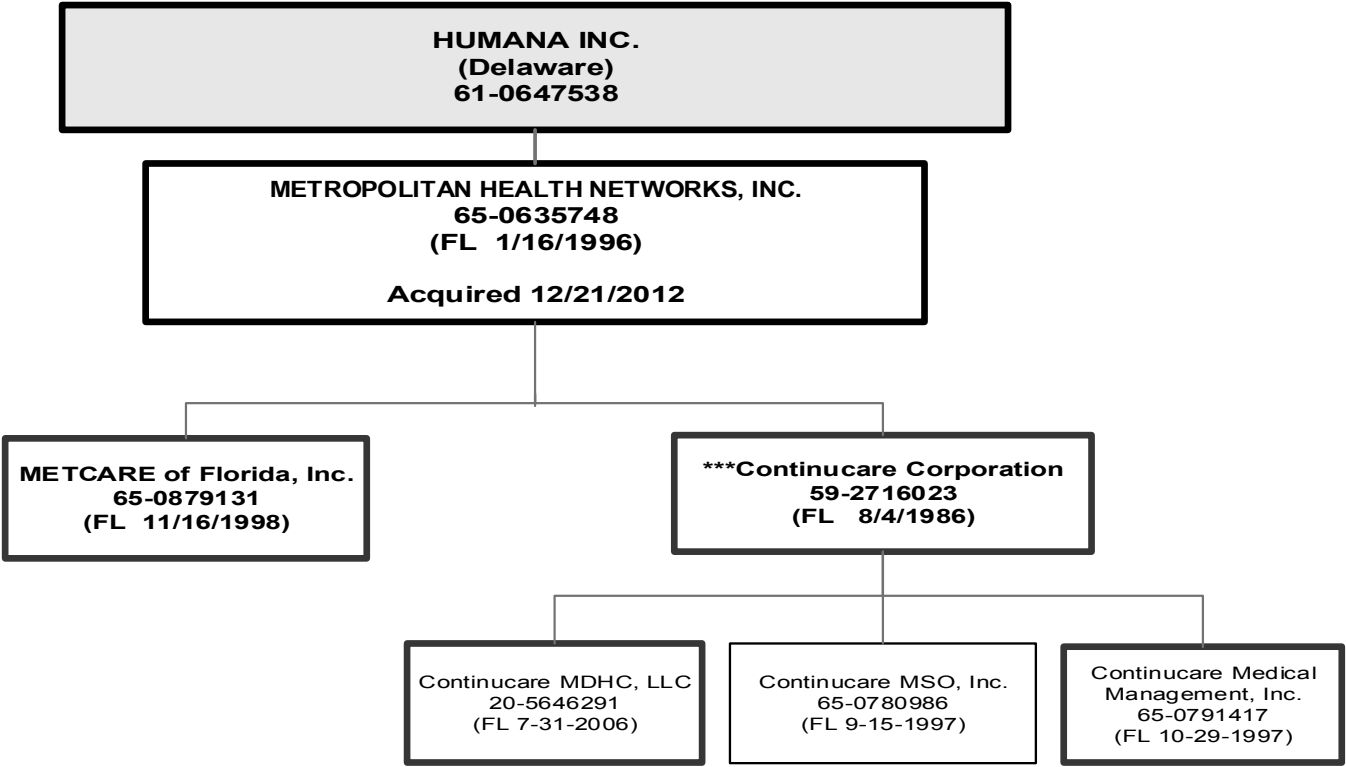 HUMANA INC.
(Delaware)
61-0647538
METROPOLITAN HEALTH NETWORKS, INC.
65-0635748
(FL 1/16/1996)
Acquired 12/21/2012
METCARE of Florida, Inc.
65-0879131
(FL 11/16/1998)
***Continucare Corporation
59-2716023
(FL 8/4/1986)
Continucare MDHC, LLC
20-5646291
(FL 7-31-2006)
Continucare MSO, Inc.
65-0780986
(FL 9-15-1997)
Continucare Medical
Management, Inc.
65-0791417
(FL 10-29-1997)